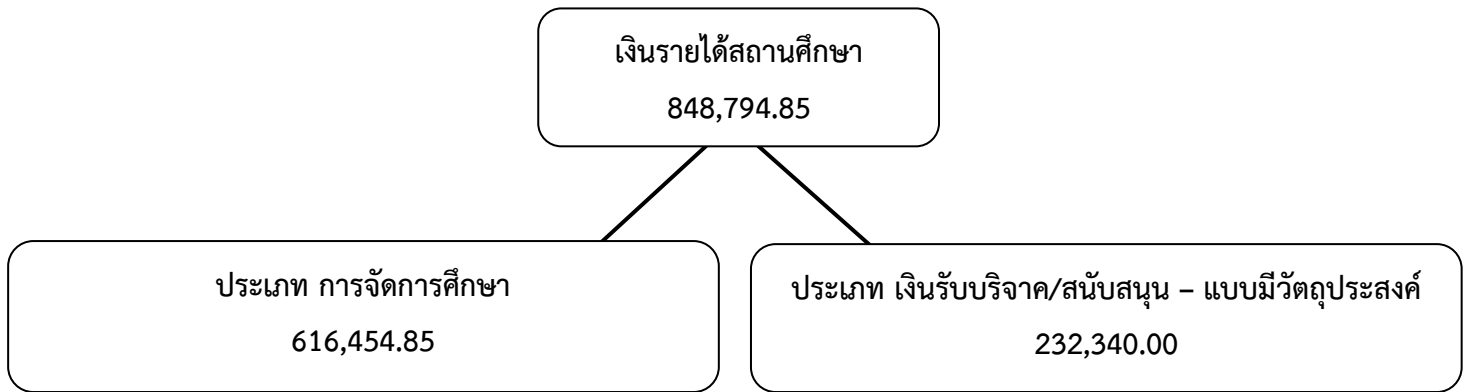 เงินรายได้สถานศึกษา
848,794.85
ประเภท การจัดการศึกษา
616,454.85
ประเภท เงินรับบริจาค/สนับสนุน – แบบมีวัตถุประสงค์
232,340.00